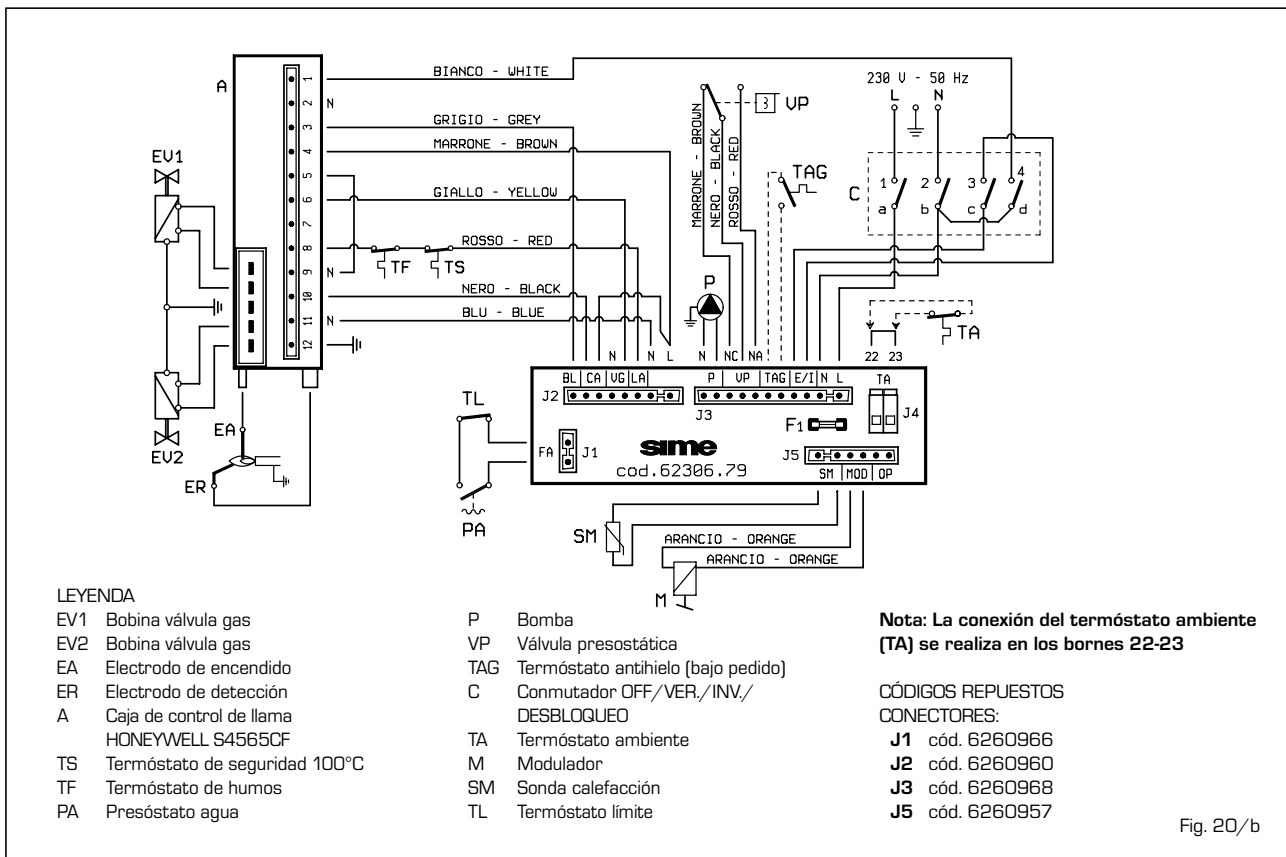 230 V - 50 Hz
L N
A
BIANCO - WHITE
GRIGIO - GREY
MARRONE - BROWN
GIALLO - YELLOW
ROSSO - RED
NERO - BLACK
BLU - BLUE
1
2 N
3
4
5
6
7
8
9 N
10
11 N
12
TF
TS
EV1
EV2
EA
ER
MARRONE - BROWN
NERO - BLACK
ROSSO - RED
VP
TAG
P
C
1 2 3 4
a b c d
TA
22 23
N N L
N NC NA
BL CA VG LA
J2
P VP TAG E/I N L
J3
TA
J4
F1
FA J1
sime
cod.62306.79
J5
SM MOD OP
TL
PA
SM
ARANCIO - ORANGE
ARANCIO - ORANGE
M
LEYENDA
EV1 Bobina válvula gas
EV2 Bobina válvula gas
EA Electrodo de encendido
ER Electrodo de detección
A Caja de control de llama
HONEYWELL S4565CF
TS Termóstato de seguridad 100°C
TF Termóstato de humos
PA Presóstato agua
P Bomba
VP Válvula presostática
TAG Termóstato antihielo (bajo pedido)
C Conmutador OFF/VER./INV./
DESBLOQUEO
TA Termóstato ambiente
M Modulador
SM Sonda calefacción
TL Termóstato límite
Nota: La conexión del termóstato ambiente
(TA) se realiza en los bornes 22-23
CÓDIGOS REPUESTOS
CONECTORES:
J1 cód. 6260966
J2 cód. 6260960
J3 cód. 6260968
J5 cód. 6260957
Fig. 20/b